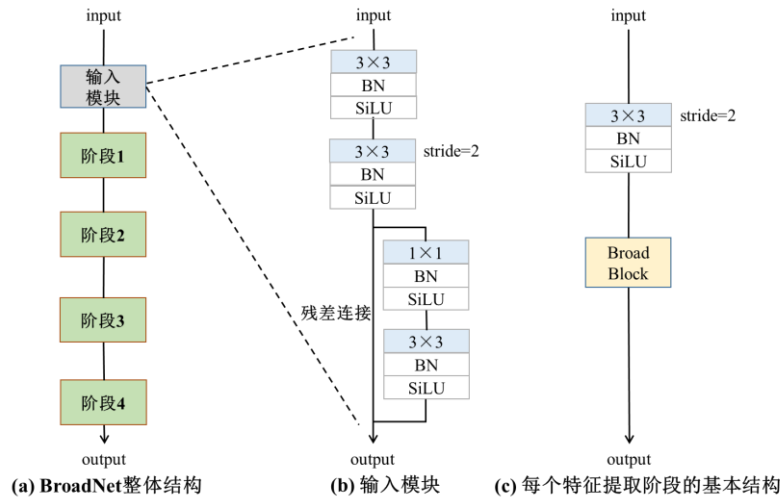 input
输入
模块
阶段1
阶段2
阶段3
阶段4
output
(a) BroadNet整体结构
input
3×3
BN
SiLU
3×3
BN
SiLU
stride=2
1×1
BN
SiLU
残差连接
3×3
BN
SiLU
output
(b) 输入模块
input
3×3
BN
SiLU
stride=2
Broad
Block
output
(c) 每个特征提取阶段的基本结构